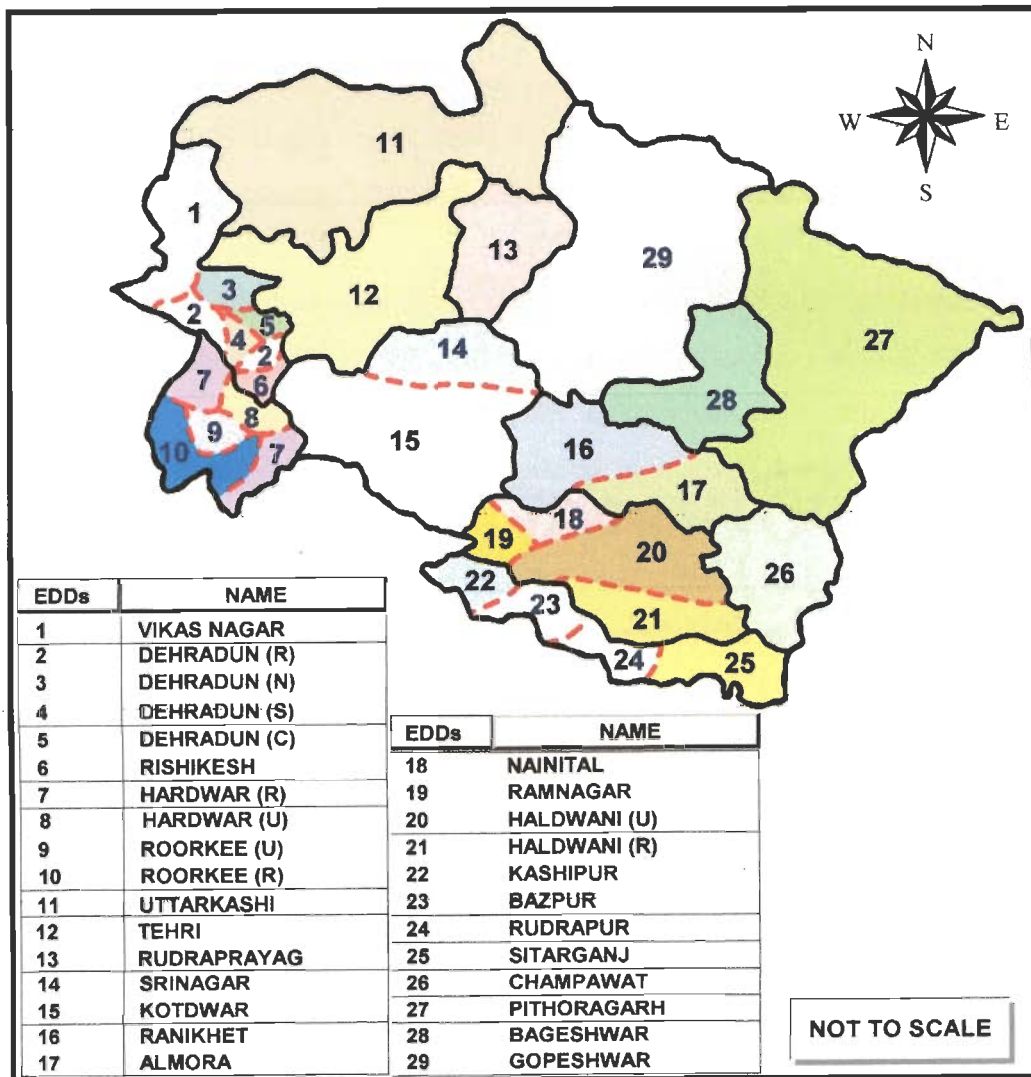 N
W E
S
11
1
13
29
3
12
2
5
27
4
2
14
7
6
28
8
9
16
15
10
7
17
18
19
20
26
22
23
21
24
25
EDDs NAME
1 VIKAS NAGAR
2 DEHRADUN (R)
3 DEHRADUN (N)
4 DEHRADUN (S)
5 DEHRADUN (C)
6 RISHIKESH
7 HARDWAR (R)
8 HARDWAR (U)
9 ROORKEE (U)
10 ROORKEE (R)
11 UTTARKASHI
12 TEHRI
13 RUDRAPRAYAG
14 SRINAGAR
15 KOTDWAR
16 RANIKHET
17 ALMORA
EDDs NAME
18 NAINITAL
19 RAMNAGAR
20 HALDWANI (U)
21 HALDWANI (R)
22 KASHIPUR
23 BAZPUR
24 RUDRAPUR
25 SITARGANJ
26 CHAMPAWAT
27 PITHORAGARH
28 BAGESHWAR
29 GOPESHWAR
NOT TO SCALE